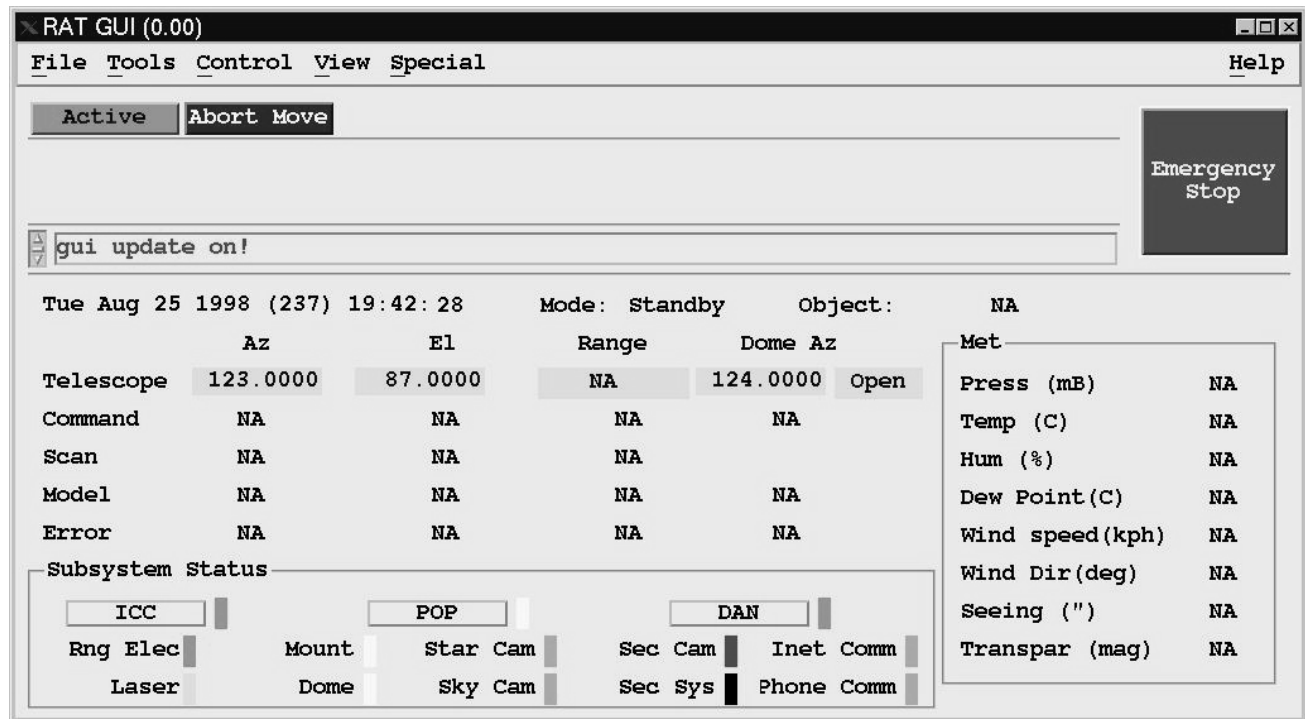 RAT GUI (0.00)
File Tools Control View Special Help
Active Abort Move
Emergency
Stop
gui update on!
Tue Aug 25 1998 (237) 19:42:28 Mode: Standby Object: NA
Az El Range Dome Az
Telescope 123.0000 87.0000 NA 124.0000 Open
Command NA NA NA NA
Scan NA NA NA
Model NA NA NA NA
Error NA NA NA NA
Met
Press (mB) NA
Temp (C) NA
Hum (%) NA
Dew Point(C) NA
Wind speed(kph) NA
Wind Dir(deg) NA
Seeing (") NA
Transpar (mag) NA
Subsystem Status
ICC POP DAN
Rng Elec Mount Star Cam Sec Cam Inet Comm
Laser Dome Sky Cam Sec Sys Phone Comm